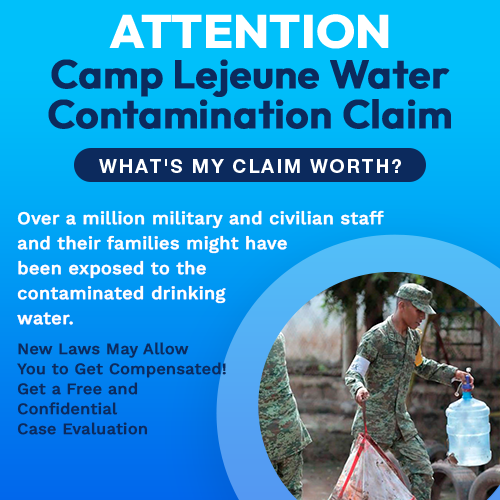 ATTENTION
Camp Lejeune Water
Contamination Claim
WHAT'S MY CLAIM WORTH?
Over a million military and civilian staff
and their families might have
been exposed to the
contaminated drinking
water.
New Laws May Allow
You to Get Compensated!
Get a Free and
Confidential
Case Evaluation